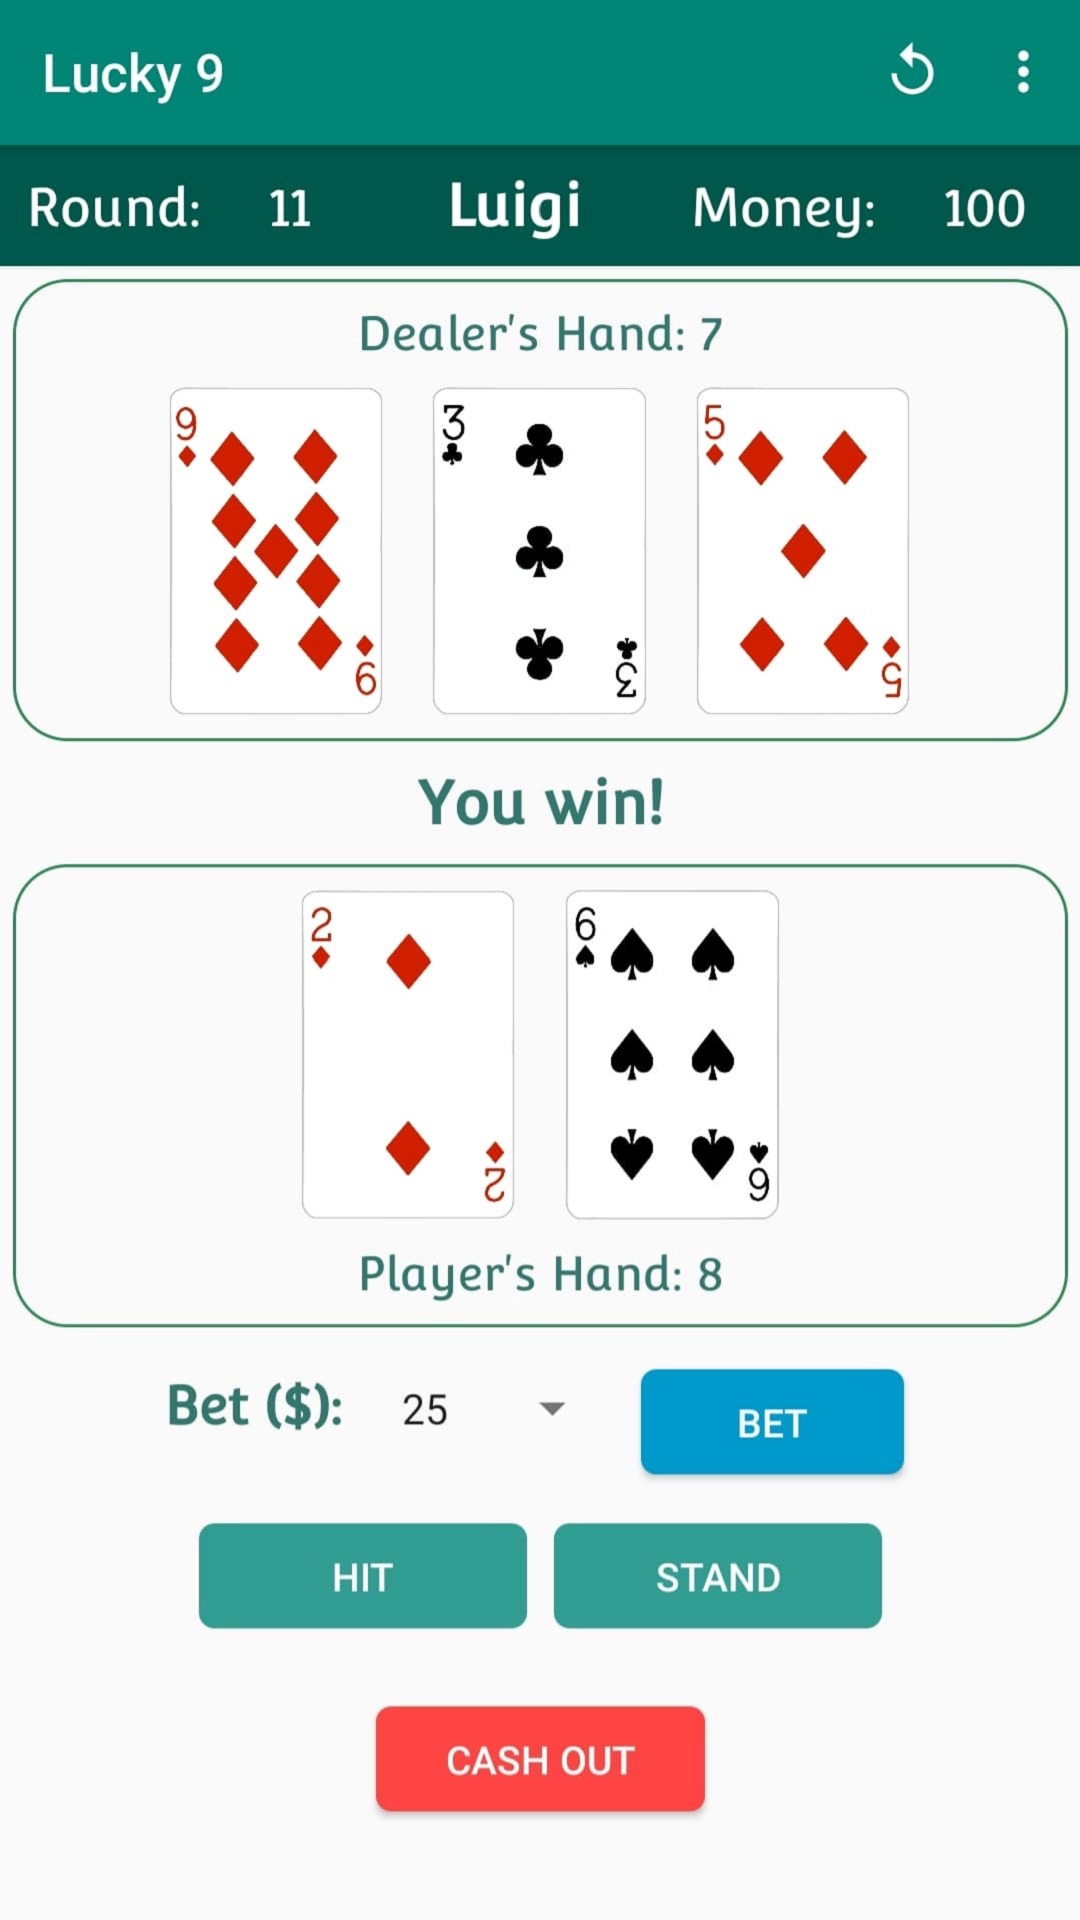 Lucky 9
Round: 11 Luigi Money: 100
Dealer's Hand: 7
9 3 5
9 3 5
You win!
2 6
2 6
Player's Hand: 8
Bet ($): 25 BET
HIT STAND
CASH OUT